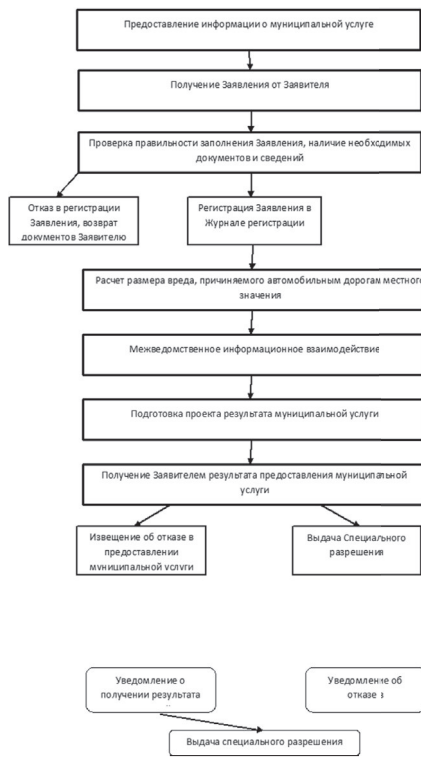 Предоставление информации о муниципальной услуге
Получение Заявления от Заявителя
Проверка правильности заполнения Заявления, наличие необходимых
документов и сведений
Отказ в регистрации
Заявления, возврат
документов Заявителю
Регистрация Заявления в
Журнале регистрации
Расчет размера вреда, причиняемого автомобильным дорогам местного
значения
Межведомственное информационное взаимодействие
Подготовка проекта результата муниципальной услуги
Получение Заявителем результата предоставления муниципальной
услуги
Извещение об отказе в
предоставлении
муниципальной услуги
Выдача Специального
разрешения
Уведомление о
получении результата
Уведомление об
отказе в
Выдача специального разрешения